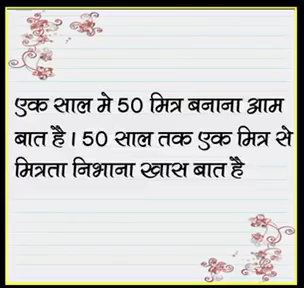 एक साल मे 50 मित्र बनाना आम
बात है । 50 साल तक एक मित्र से
मित्रता निभाना खास बात है